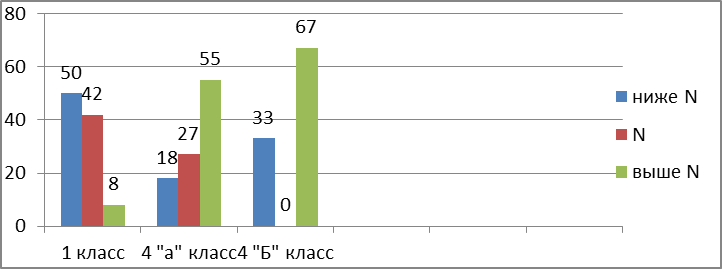 80
60
40
20
0
50
42
8
18
27
55
33
0
67
1 класс
4 "а" класс
4 "Б" класс
ниже N
N
выше N